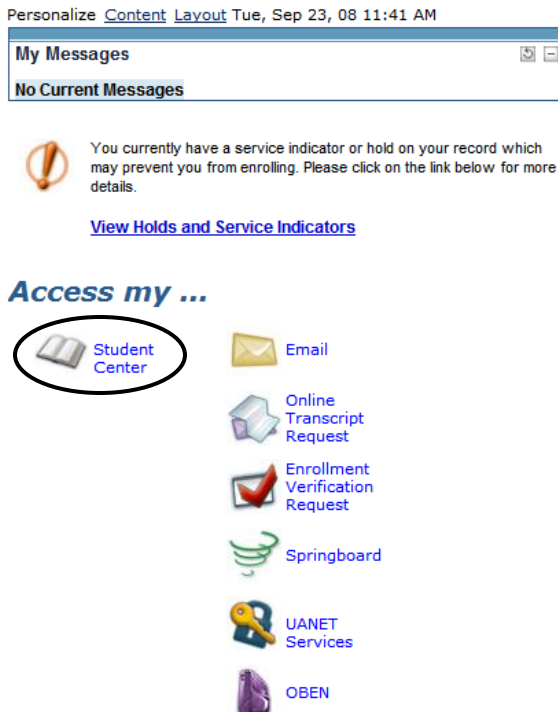 Personalize Content Layout Tue, Sep 23, 08 11:41 AM
My Messages
No Current Messages
You currently have a service indicator or hold on your record which
may prevent you from enrolling. Please click on the link below for more
details.
View Holds and Service Indicators
Access my ...
Student
Center
Email
Online
Transcript
Request
Enrollment
Verification
Request
Springboard
UANET
Services
OBEN